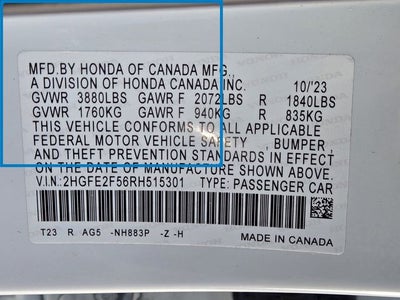 MFD.BY HONDA OF CANADA MFG.,
A DIVISION OF HONDA CANADA INC. 10/'23
GVWR 3880LBS GAWR F 2072LBS R 1840LBS
GVWR 1760KG GAWR F 940KG R 835KG
THIS VEHICLE CONFORMS TO ALL APPLICABLE
FEDERAL MOTOR VEHICLE SAFETY , BUMPER ,
AND THEFT PREVENTION STANDARDS IN EFFECT
ON THE DATE OF MANUFACTURE SHOWN ABOVE.
V.I.N: 2HGFE2F56RH515301 TYPE: PASSENGER CAR
T23 R AG5 -NH883P -Z -H
MADE IN CANADA